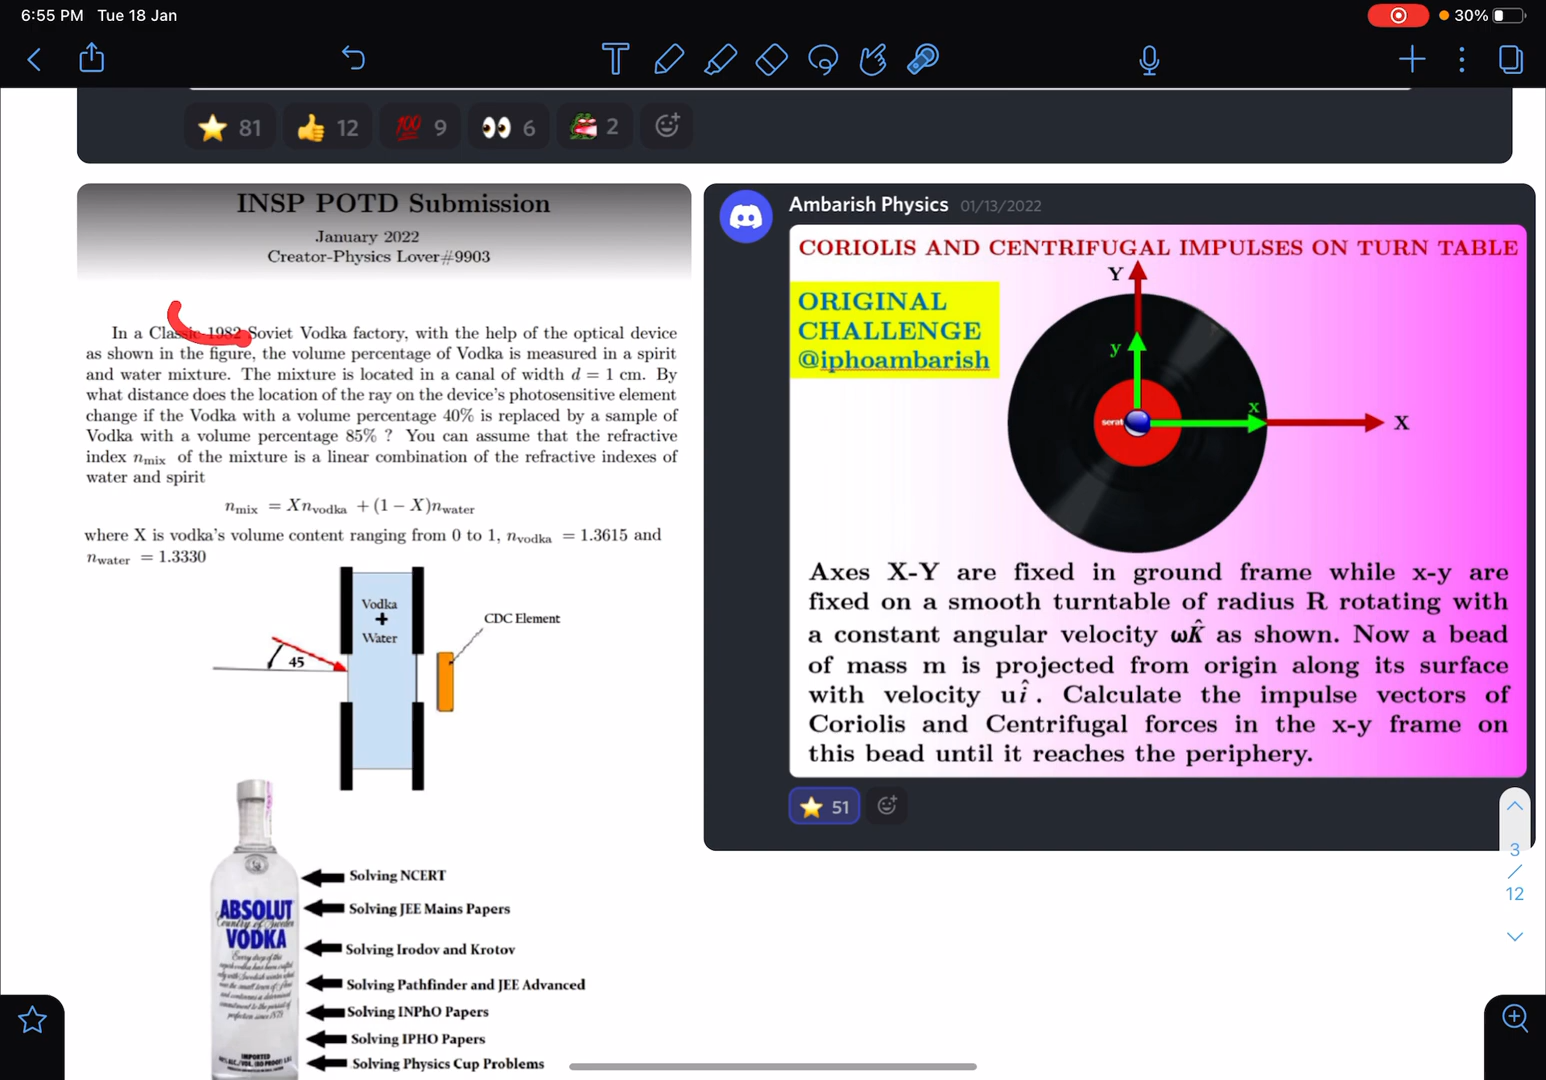 6:55 PM Tue 18 Jan
30%
81
12
100 9
6
2
INSP POTD Submission
January 2022
Creator-Physics Lover#9903
In a Classic 1982 Soviet Vodka factory, with the help of the optical device
as shown in the figure, the volume percentage of Vodka is measured in a spirit
and water mixture. The mixture is located in a canal of width d = 1 cm. By
what distance does the location of the ray on the device's photosensitive element
change if the Vodka with a volume percentage 40% is replaced by a sample of
Vodka with a volume percentage 85% ? You can assume that the refractive
index nmix of the mixture is a linear combination of the refractive indexes of
water and spirit
nmix = Xnvodka + (1 − X)nwater
where X is vodka's volume content ranging from 0 to 1, nvodka = 1.3615 and
nwater = 1.3330
Vodka
+
Water
CDC Element
45
ABSOLUT
Country of Sweden
VODKA
IMPORTED
Solving NCERT
Solving JEE Mains Papers
Solving Irodov and Krotov
Solving Pathfinder and JEE Advanced
Solving INPhO Papers
Solving IPHO Papers
Solving Physics Cup Problems
Ambarish Physics 01/13/2022
CORIOLIS AND CENTRIFUGAL IMPULSES ON TURN TABLE
ORIGINAL
CHALLENGE
@iphoambarish
Y
y
x
X
serat
Axes X-Y are fixed in ground frame while x-y are
fixed on a smooth turntable of radius R rotating with
a constant angular velocity ωK̂ as shown. Now a bead
of mass m is projected from origin along its surface
with velocity uî. Calculate the impulse vectors of
Coriolis and Centrifugal forces in the x-y frame on
this bead until it reaches the periphery.
51
3
/
12